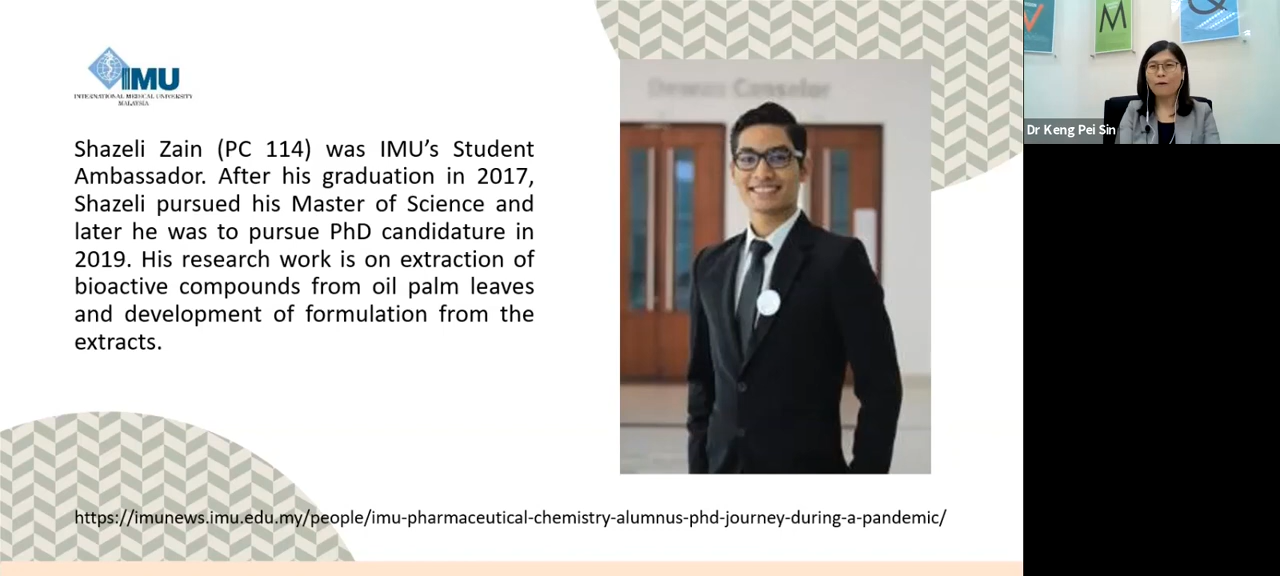 IMU
INTERNATIONAL MEDICAL UNIVERSITY
MALAYSIA
Shazeli Zain (PC 114) was IMU’s Student
Ambassador. After his graduation in 2017,
Shazeli pursued his Master of Science and
later he was to pursue PhD candidature in
2019. His research work is on extraction of
bioactive compounds from oil palm leaves
and development of formulation from the
extracts.
Dewan Canselor
https://imunews.imu.edu.my/people/imu-pharmaceutical-chemistry-alumnus-phd-journey-during-a-pandemic/
M
Q
Dr Keng Pei Sin